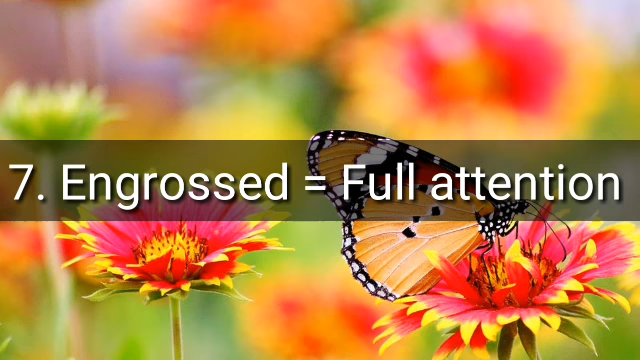 7. Engrossed = Full attention